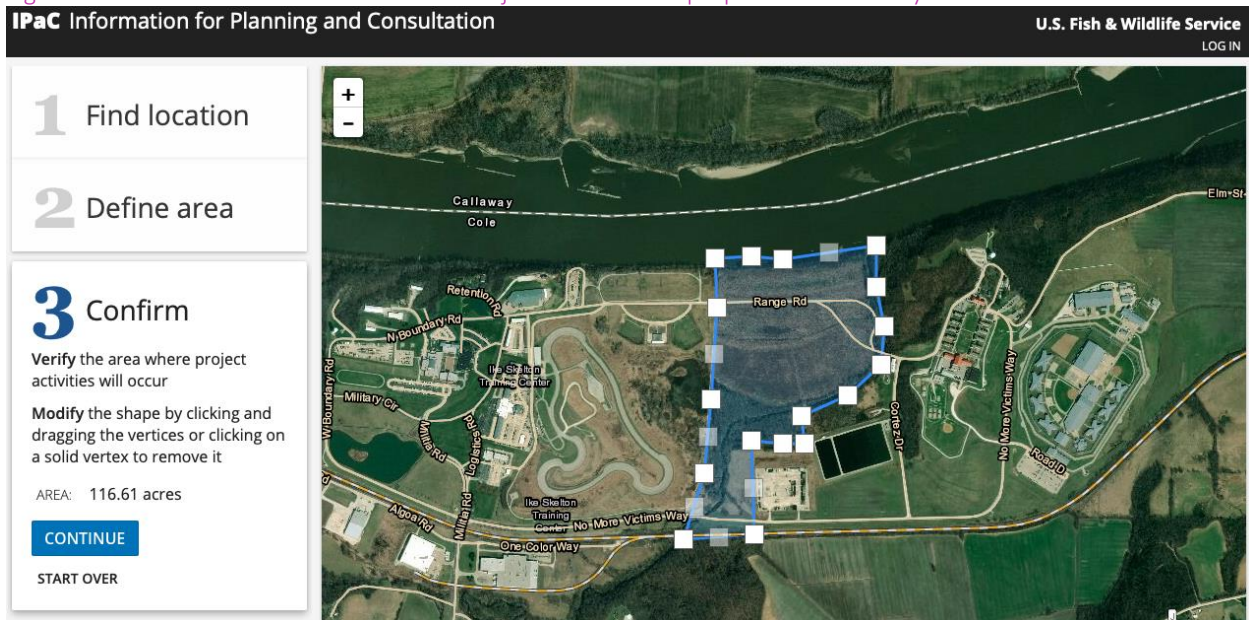 IPaC Information for Planning and Consultation
U.S. Fish & Wildlife Service
LOG IN
1 Find location
2 Define area
3 Confirm
Verify the area where project
activities will occur
Modify the shape by clicking and
dragging the vertices or clicking on
a solid vertex to remove it
AREA: 116.61 acres
CONTINUE
START OVER
+
−
Callaway
Cole
Elm St
Retention Rd
Range Rd
N Boundary Rd
W Boundary Rd
Ike Skelton
Training Center
Military Cir
Militia Rd
Logistics Rd
Cortez Dr
No More Victims Way
Road D
Ike Skelton
Training
Center
No More Victims Way
Algoa Rd
Militia Rd
One Color Way